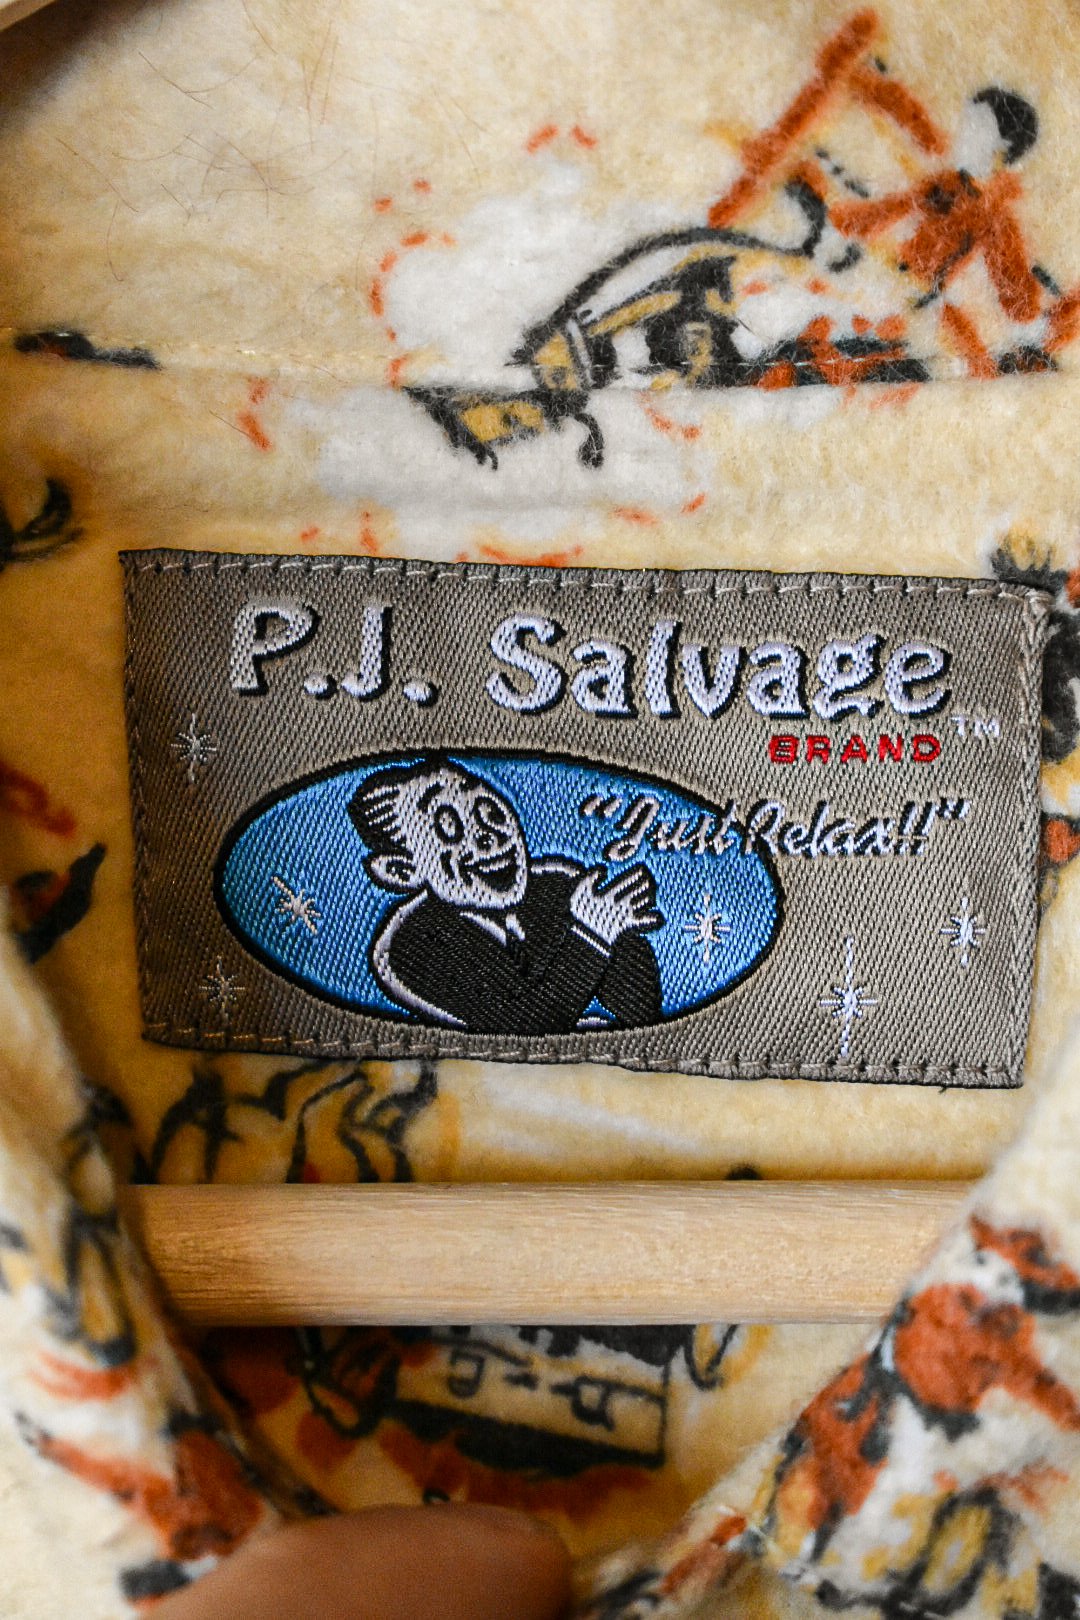 P.J. Salvage
BRAND™
"Just Relax!!"